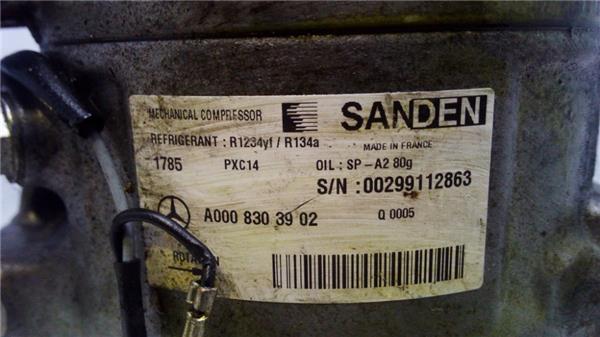 MECHANICAL COMPRESSOR
SANDEN
REFRIGERANT : R1234yf / R134a
MADE IN FRANCE
1785 PXC14 OIL : SP - A2 80g
S/N : 00299112863
A000 830 39 02 Q 0005